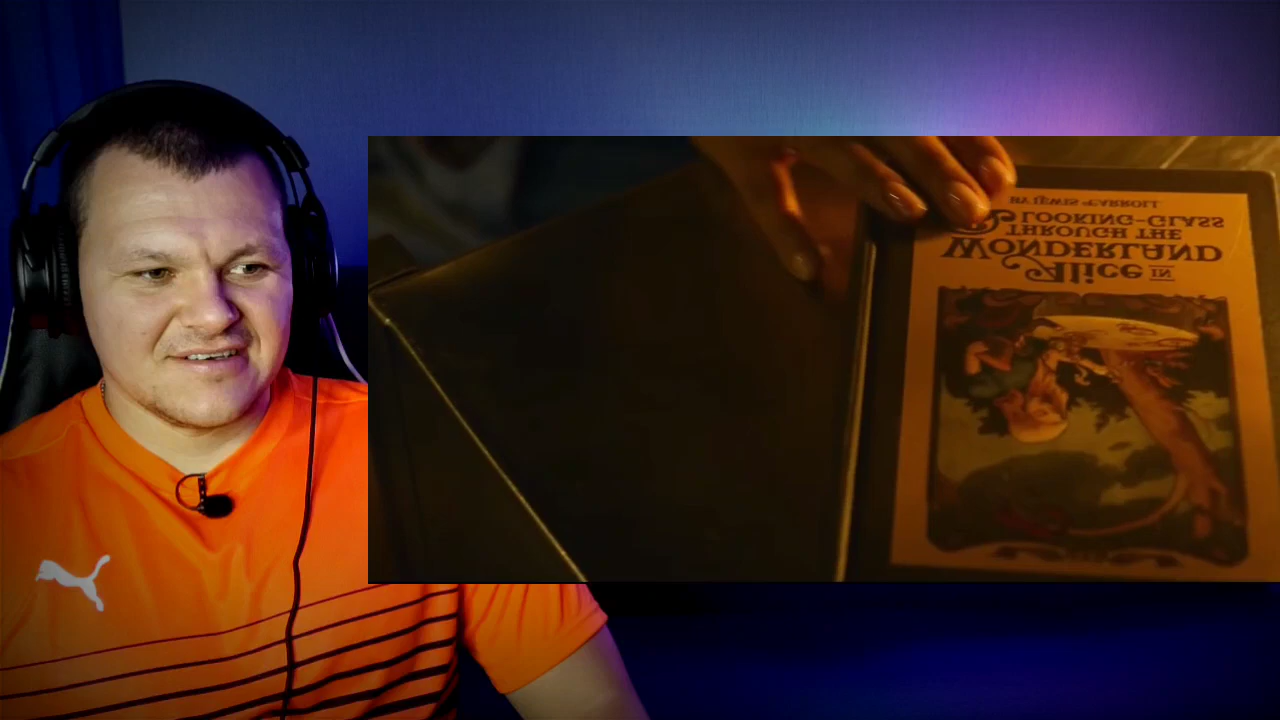 Alice IN
WONDERLAND
THROUGH THE
& LOOKING-GLASS
BY LEWIS CARROLL